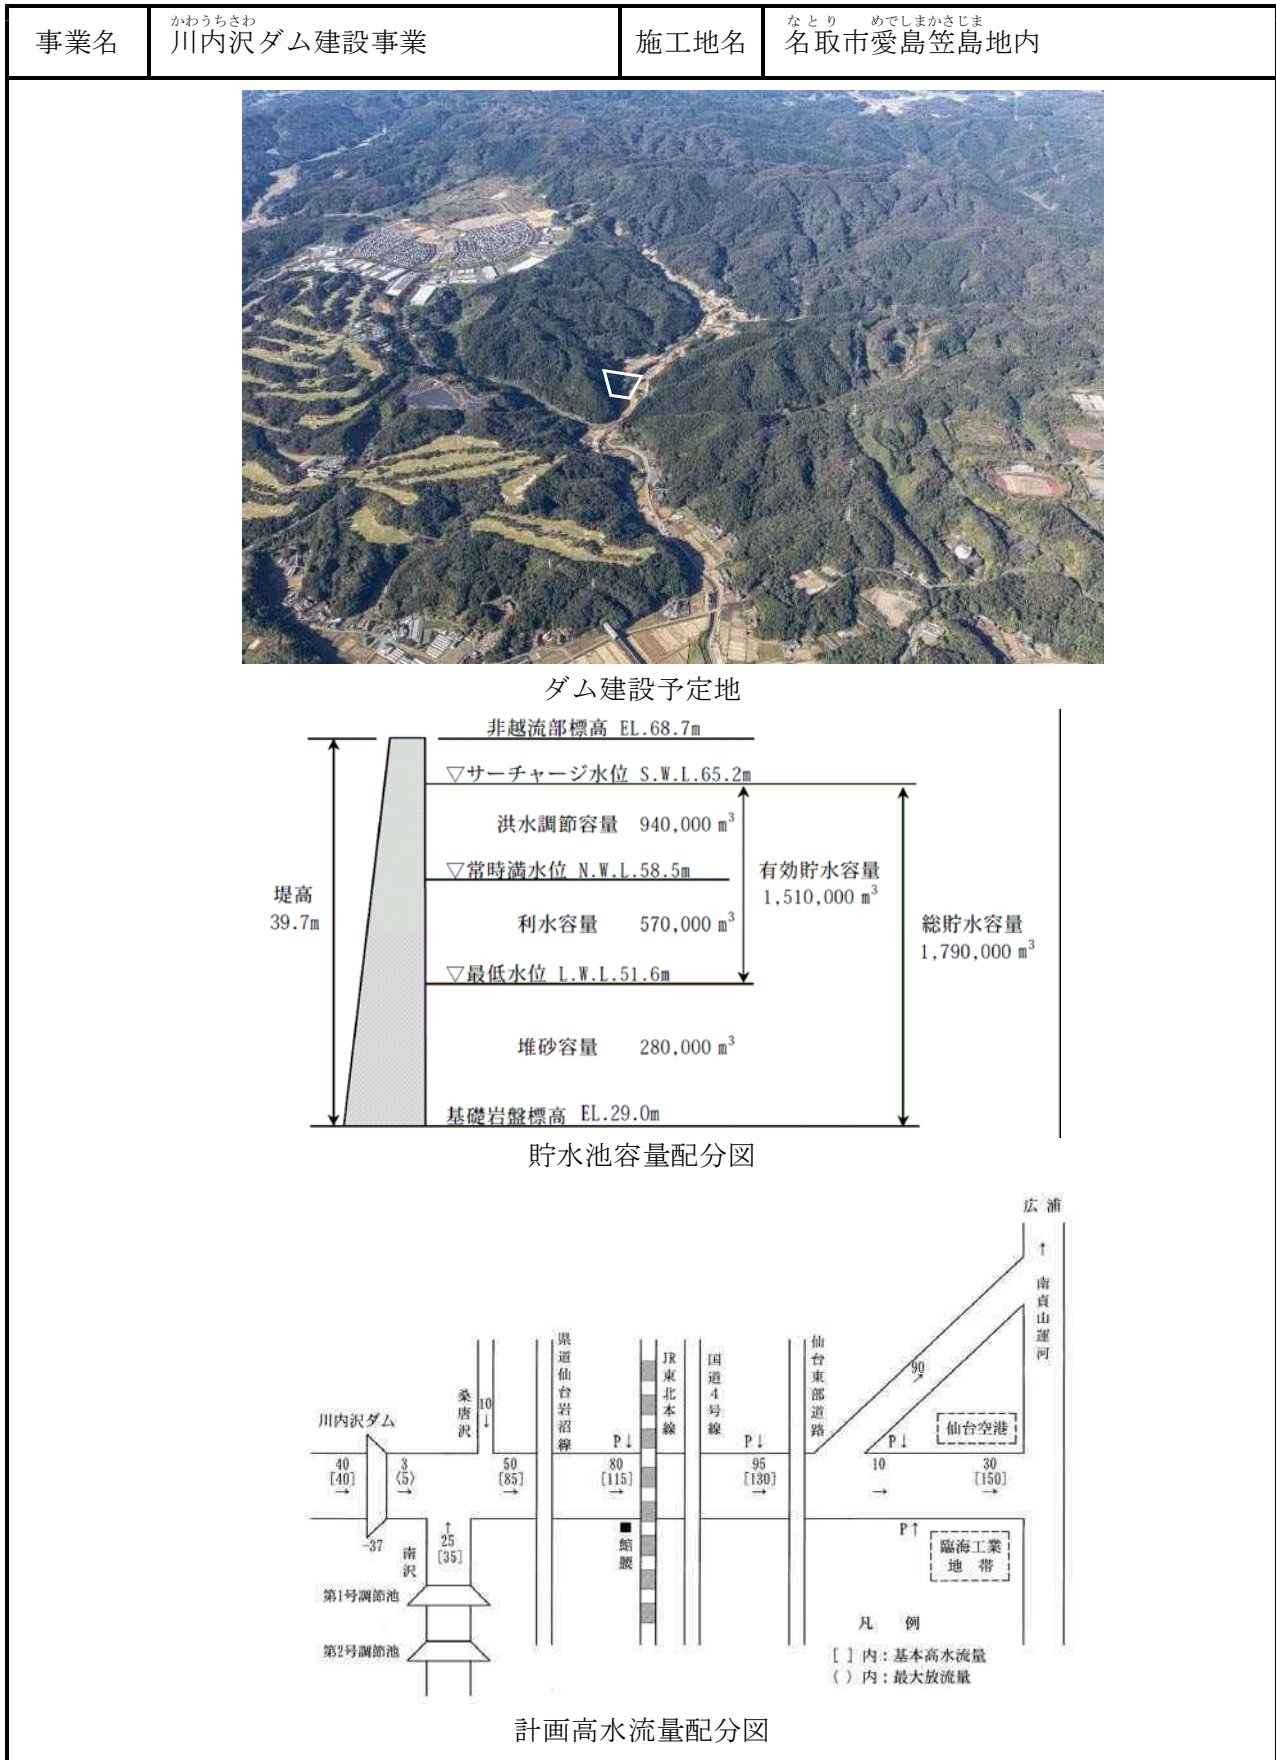 事業名
かわうちさわ
川内沢ダム建設事業
施工地名
なとり めでしまかさじま
名取市愛島笠島地内
ダム建設予定地
非越流部標高 EL.68.7m
▽サーチャージ水位 S.W.L.65.2m
洪水調節容量 940,000 m³
▽常時満水位 N.W.L.58.5m
有効貯水容量
1,510,000 m³
堤高
39.7m
利水容量 570,000 m³
総貯水容量
1,790,000 m³
▽最低水位 L.W.L.51.6m
堆砂容量 280,000 m³
基礎岩盤標高 EL.29.0m
貯水池容量配分図
広浦
↑
南貞山運河
県道仙台岩沼線
JR東北本線
国道4号線
仙台東部道路
90
→
桑唐沢
10
↓
川内沢ダム
P↓
P↓
P↓
仙台空港
40
[40]
→
3
(5)
→
50
[85]
→
80
[115]
→
95
[130]
→
10
→
30
[150]
→
-37
南沢
↑
25
[35]
■
館腰
P↑
臨海工業
地帯
第1号調節池
第2号調節池
凡例
[ ]内：基本高水流量
( )内：最大放流量
計画高水流量配分図